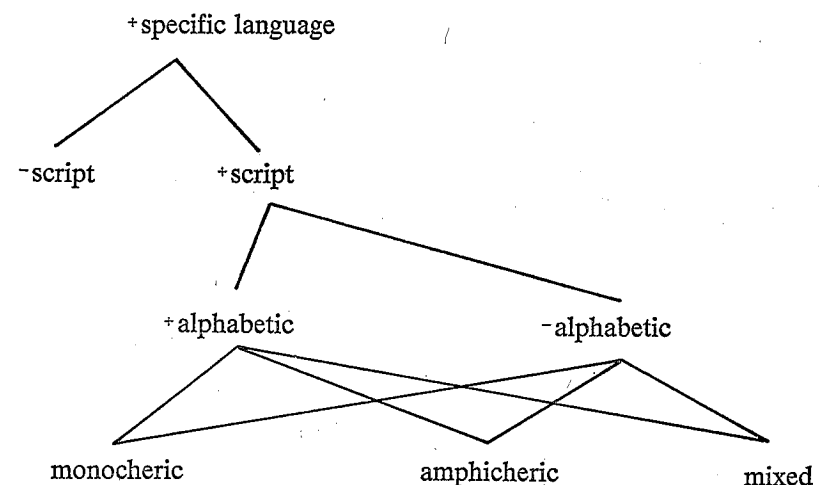 +specific language
-script +script
+alphabetic -alphabetic
monocheric amphicheric mixed